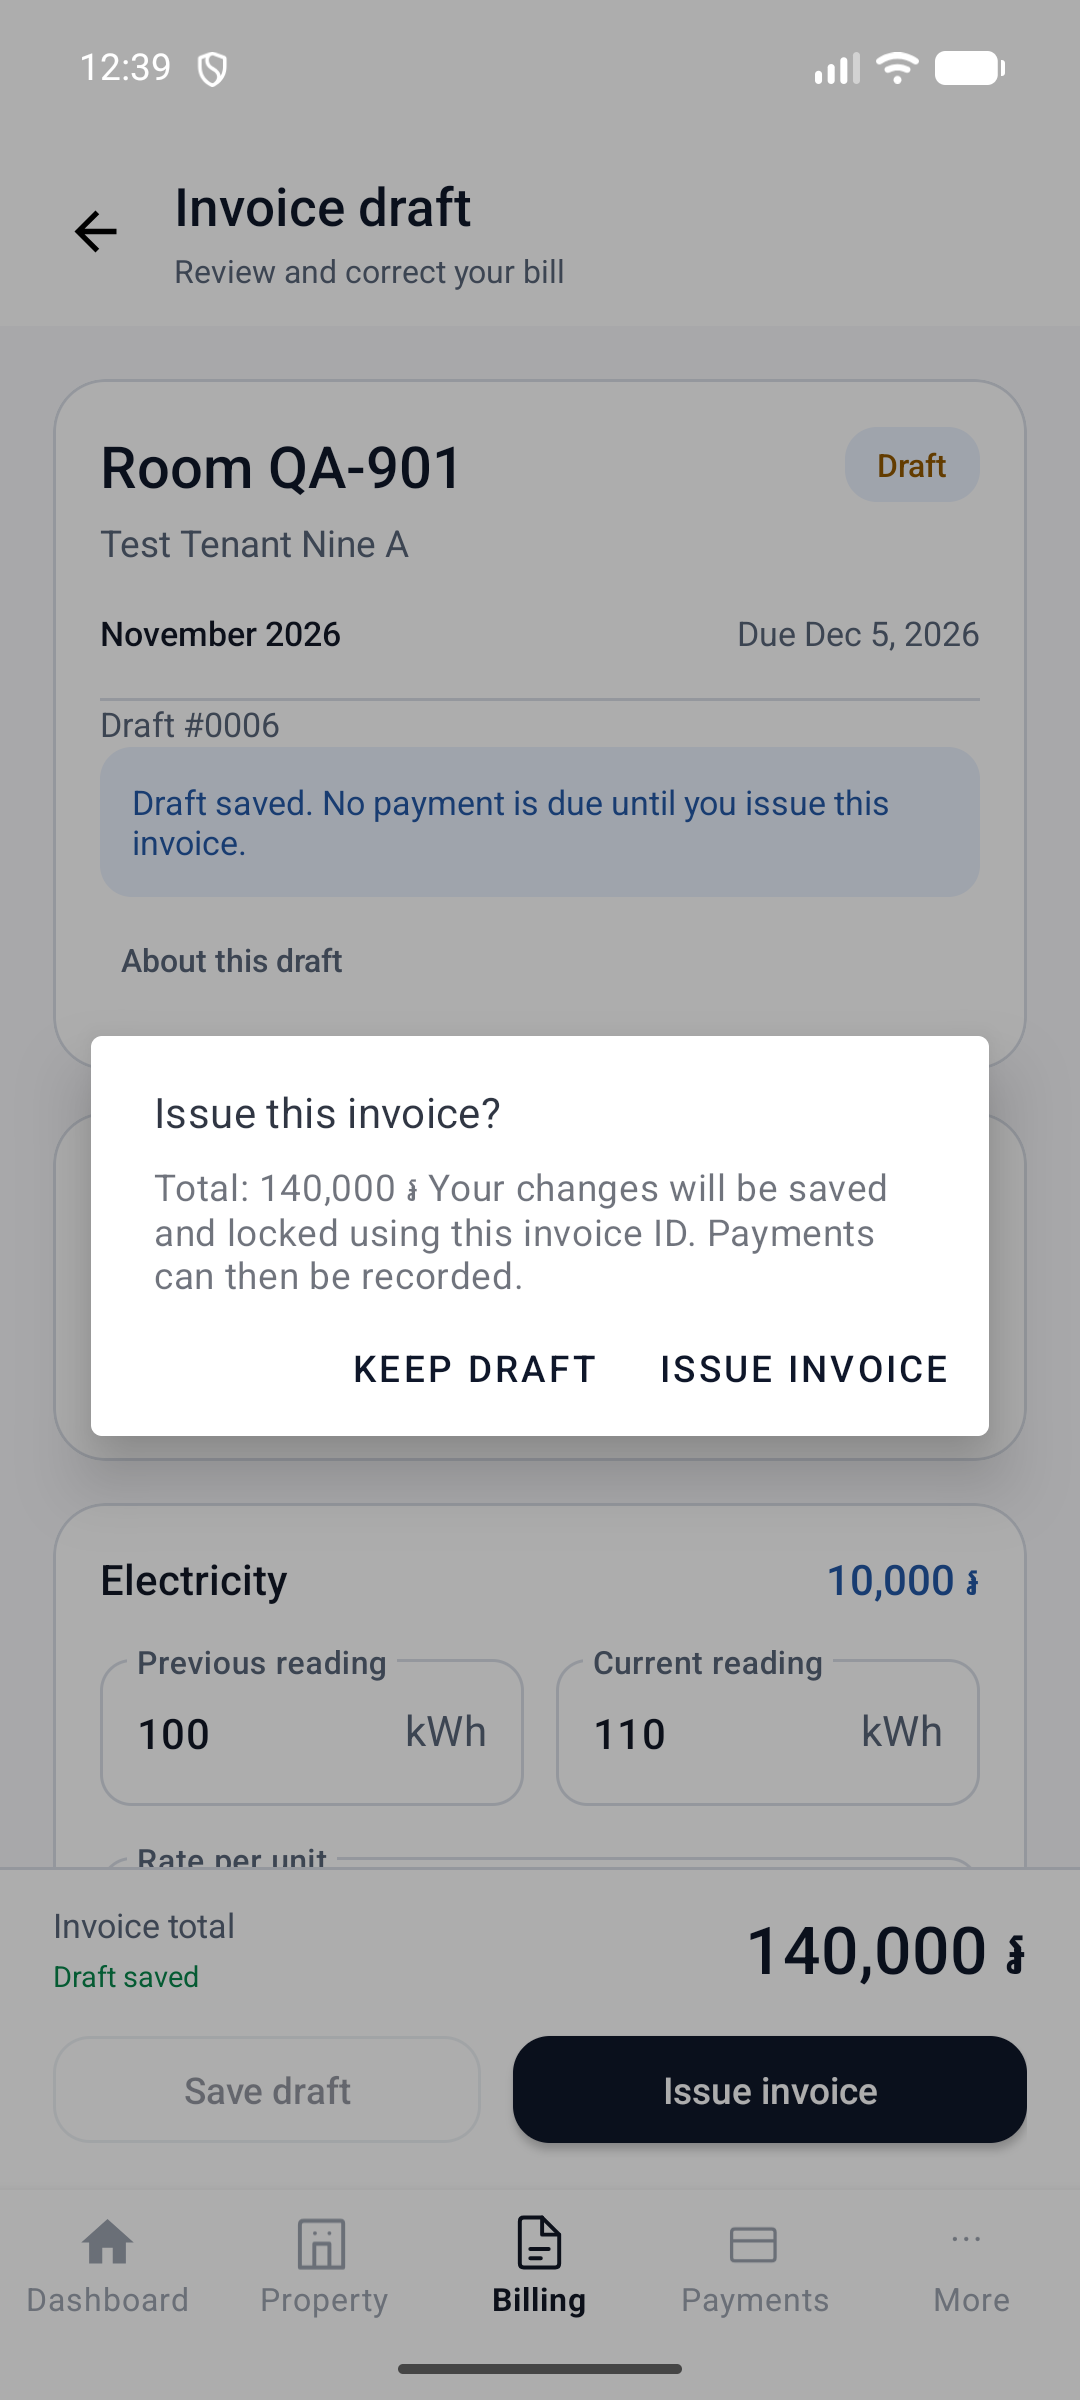 12:39
Invoice draft
Review and correct your bill
Room QA-901
Draft
Test Tenant Nine A
November 2026
Due Dec 5, 2026
Draft #0006
Draft saved. No payment is due until you issue this
invoice.
About this draft
Issue this invoice?
Total: 140,000 ៛ Your changes will be saved
and locked using this invoice ID. Payments
can then be recorded.
KEEP DRAFT
ISSUE INVOICE
Electricity
10,000 ៛
Previous reading
Current reading
100 kWh
110 kWh
Rate per unit
Invoice total
140,000 ៛
Draft saved
Save draft
Issue invoice
Dashboard
Property
Billing
Payments
More